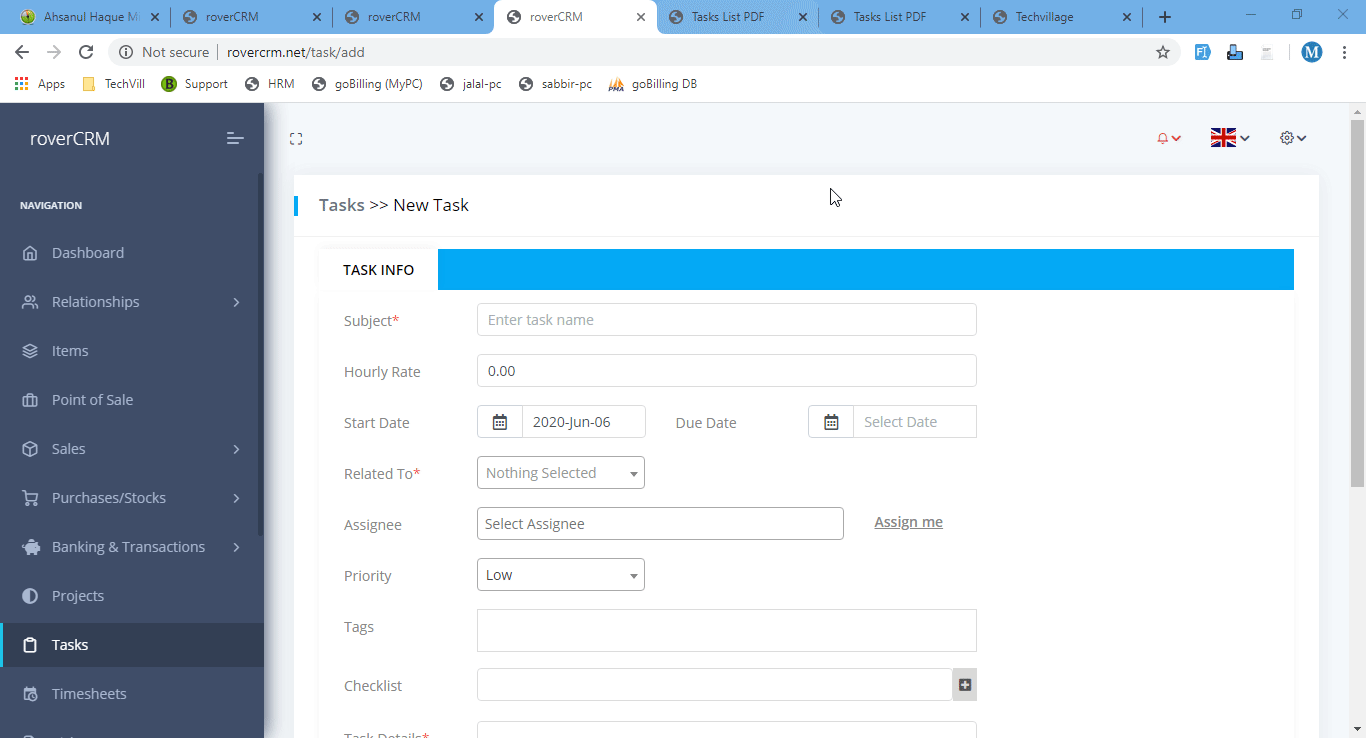 Ahsanul Haque M
roverCRM
roverCRM
roverCRM
Tasks List PDF
Tasks List PDF
Techvillage
Not secure
rovercrm.net/task/add
M
Apps
TechVill
B Support
HRM
goBilling (MyPC)
jalal-pc
sabbir-pc
PMA goBilling DB
roverCRM
NAVIGATION
Dashboard
Relationships
Items
Point of Sale
Sales
Purchases/Stocks
Banking & Transactions
Projects
Tasks
Timesheets
Tasks >> New Task
TASK INFO
Subject*
Enter task name
Hourly Rate
0.00
Start Date
2020-Jun-06
Due Date
Select Date
Related To*
Nothing Selected
Assignee
Select Assignee
Assign me
Priority
Low
Tags
Checklist
Task Details*